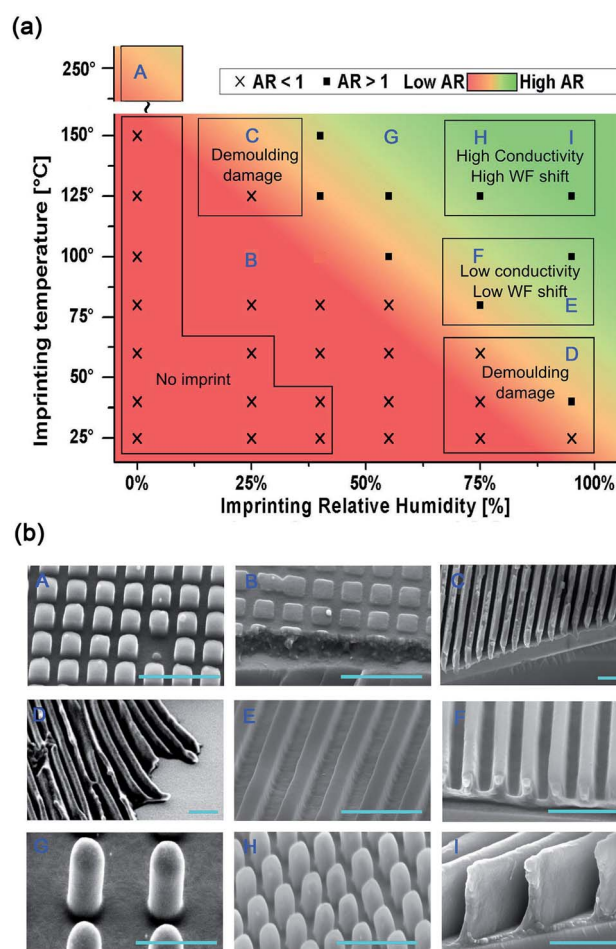 (a)
250°
A
× AR < 1 ■ AR > 1 Low AR High AR
150°
C
G
H
I
Demoulding
damage
High Conductivity
High WF shift
125°
100°
B
F
Low conductivity
Low WF shift
75°
E
D
No imprint
Demoulding
damage
50°
25°
Imprinting temperature [°C]
0% 25% 50% 75% 100%
Imprinting Relative Humidity [%]
(b)
A B C
D E F
G H I